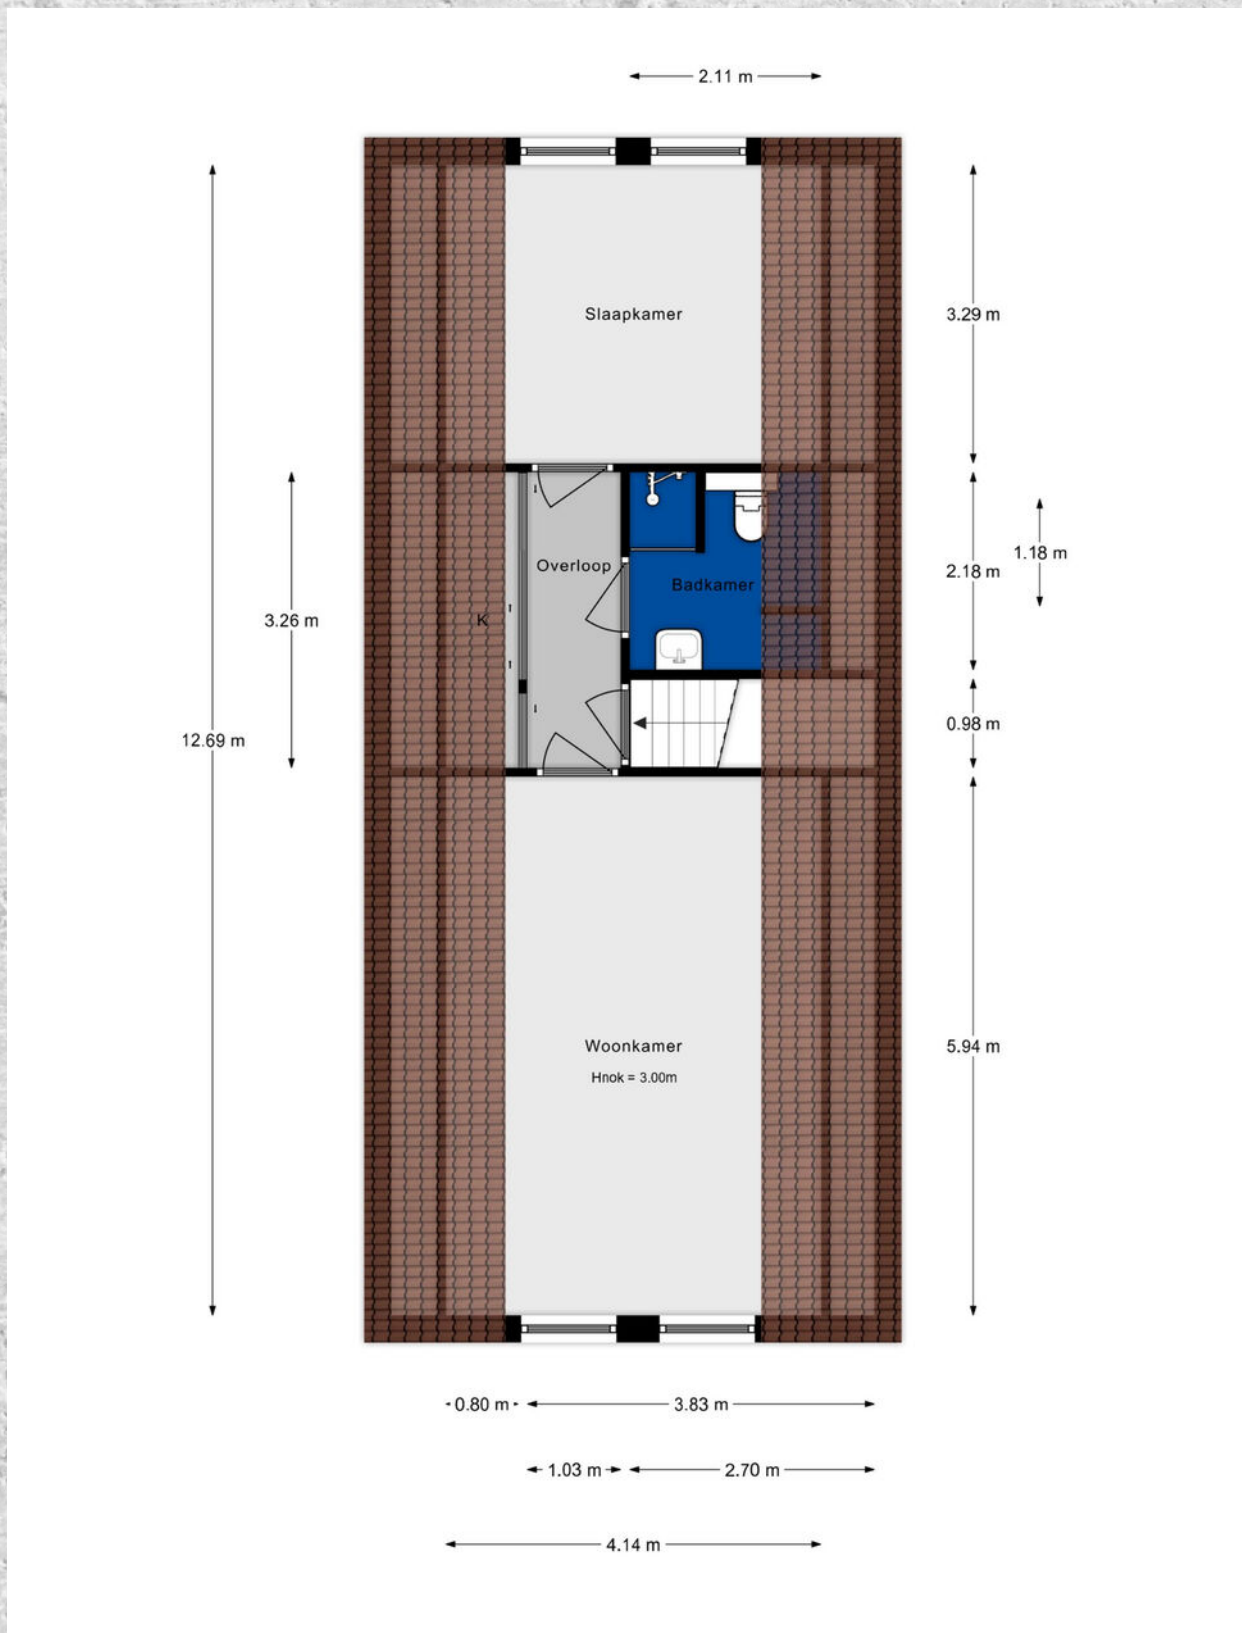 2.11 m
Slaapkamer
3.29 m
Overloop
Badkamer
1.18 m
2.18 m
K
3.26 m
0.98 m
12.69 m
Woonkamer
5.94 m
Hnok = 3.00m
0.80 m
3.83 m
1.03 m
2.70 m
4.14 m